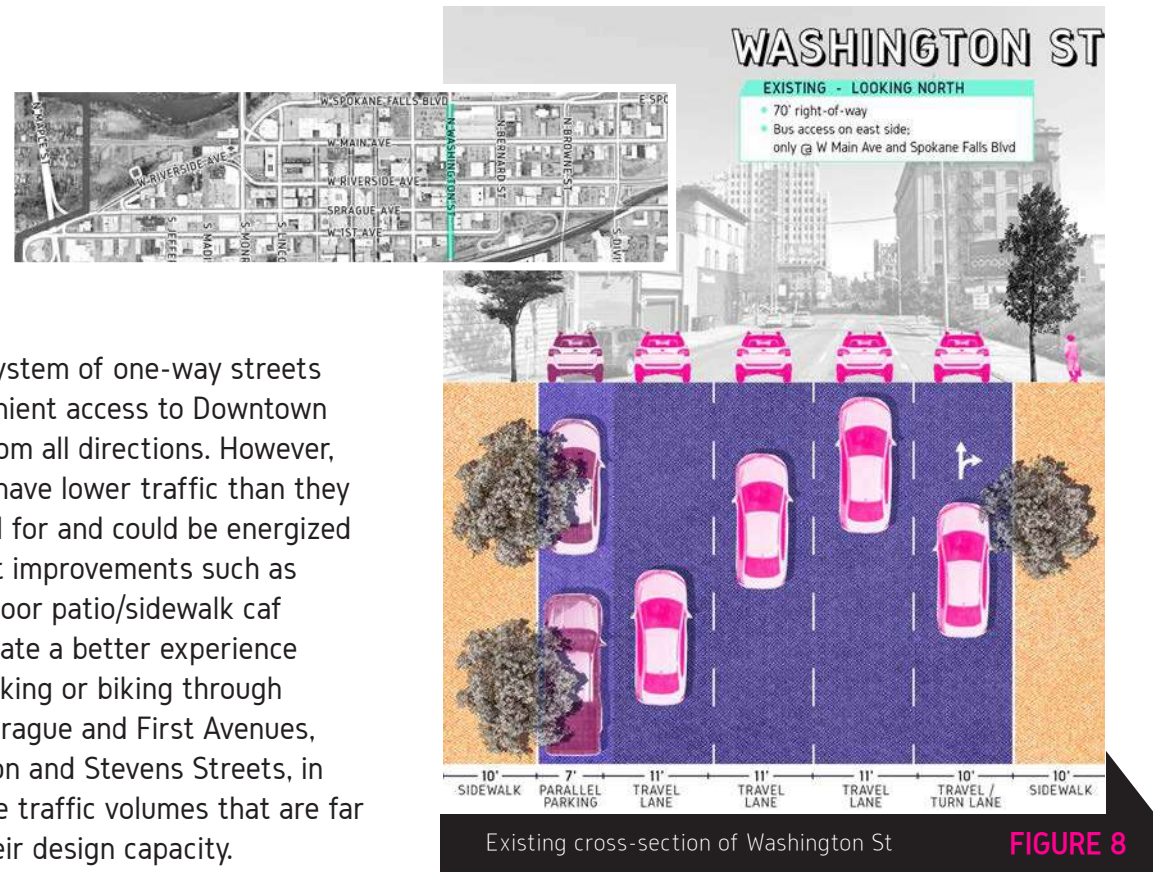 WASHINGTON ST
EXISTING - LOOKING NORTH
70' right-of-way
Bus access on east side;
only @ W Main Ave and Spokane Falls Blvd
N MAPLE ST
W SPOKANE FALLS BLVD
E SPO
W MAIN AVE
N WASHINGTON ST
N BERNARD ST
N BROWNE ST
W RIVERSIDE AVE
W RIVERSIDE AVE
SPRAGUE AVE
W 1ST AVE
S JEFFE
S MADI
S MONR
S LINCO
S DIVI
ystem of one-way streets
nient access to Downtown
om all directions. However,
have lower traffic than they
d for and could be energized
t improvements such as
oor patio/sidewalk caf
ate a better experience
king or biking through
rague and First Avenues,
on and Stevens Streets, in
e traffic volumes that are far
eir design capacity.
10' 7' 11' 11' 11' 10' 10'
SIDEWALK PARALLEL PARKING TRAVEL LANE TRAVEL LANE TRAVEL LANE TRAVEL / TURN LANE SIDEWALK
Existing cross-section of Washington St
FIGURE 8